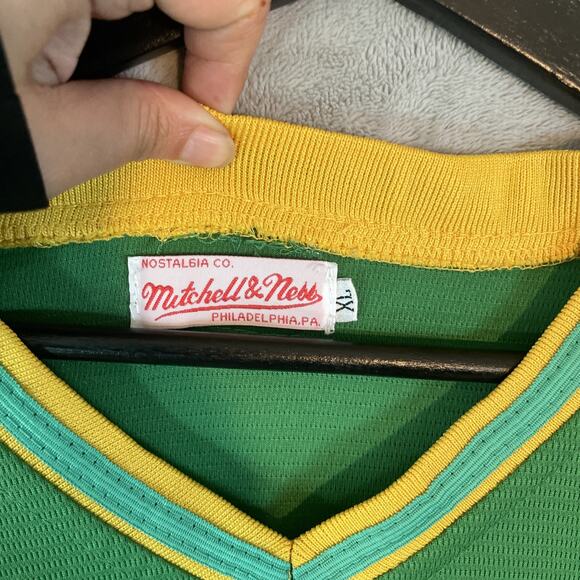 NOSTALGIA CO.
Mitchell & Ness
PHILADELPHIA, PA.
XL